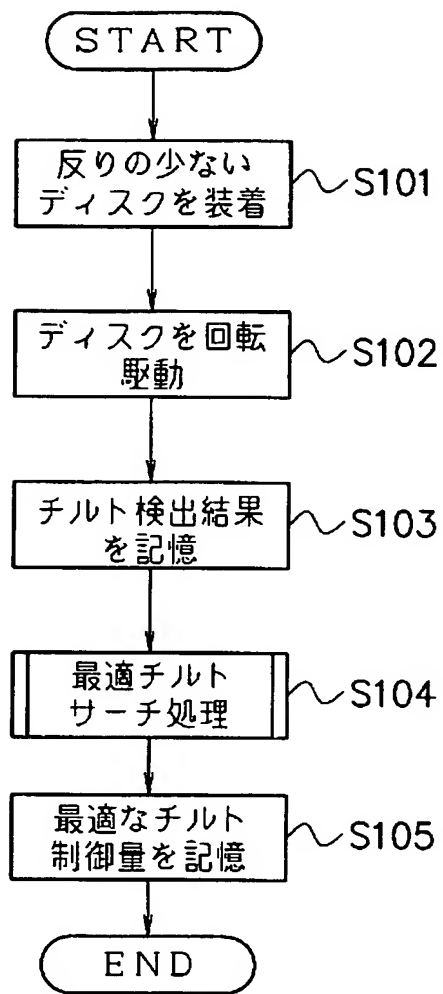 START
反りの少ない
ディスクを装着
S101
ディスクを回転
駆動
S102
チルト検出結果
を記憶
S103
最適チルト
サーチ処理
S104
最適なチルト
制御量を記憶
S105
END